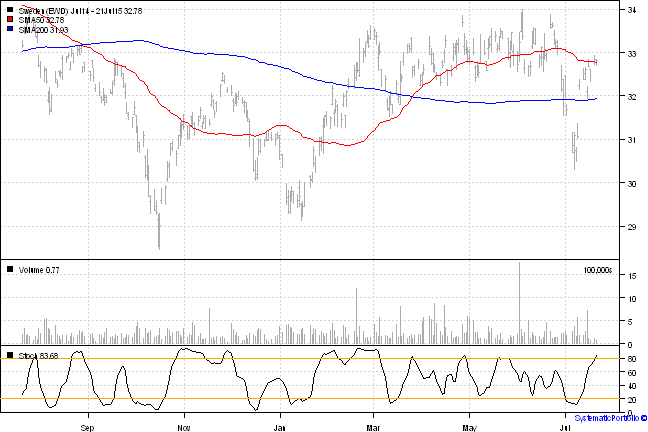 Sweden (EWD) Jul14 - 21Jul15 32.78
SMA50 32.78
SMA200 31.93
34
33
32
31
30
29
Volume 0.77
100,000s
15
10
5
0
Stoch 83.68
80
60
40
20
0
Sep
Nov
Jan
Mar
May
Jul
SystematicPortfolio ©